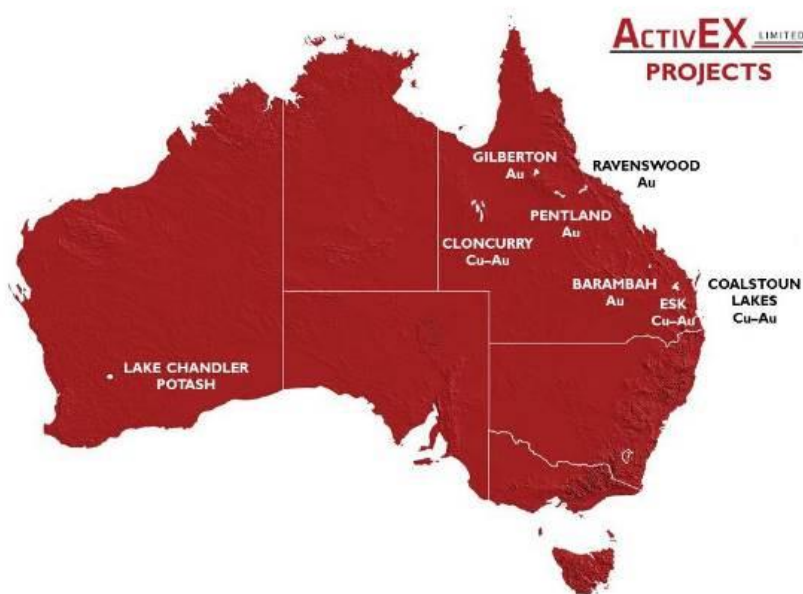 ACTIVEX LIMITED
PROJECTS
GILBERTON
Au
RAVENSWOOD
Au
PENTLAND
Au
CLONCURRY
Cu–Au
BARAMBAH
Au
ESK
Cu–Au
COALSTOUN
LAKES
Cu–Au
LAKE CHANDLER
POTASH